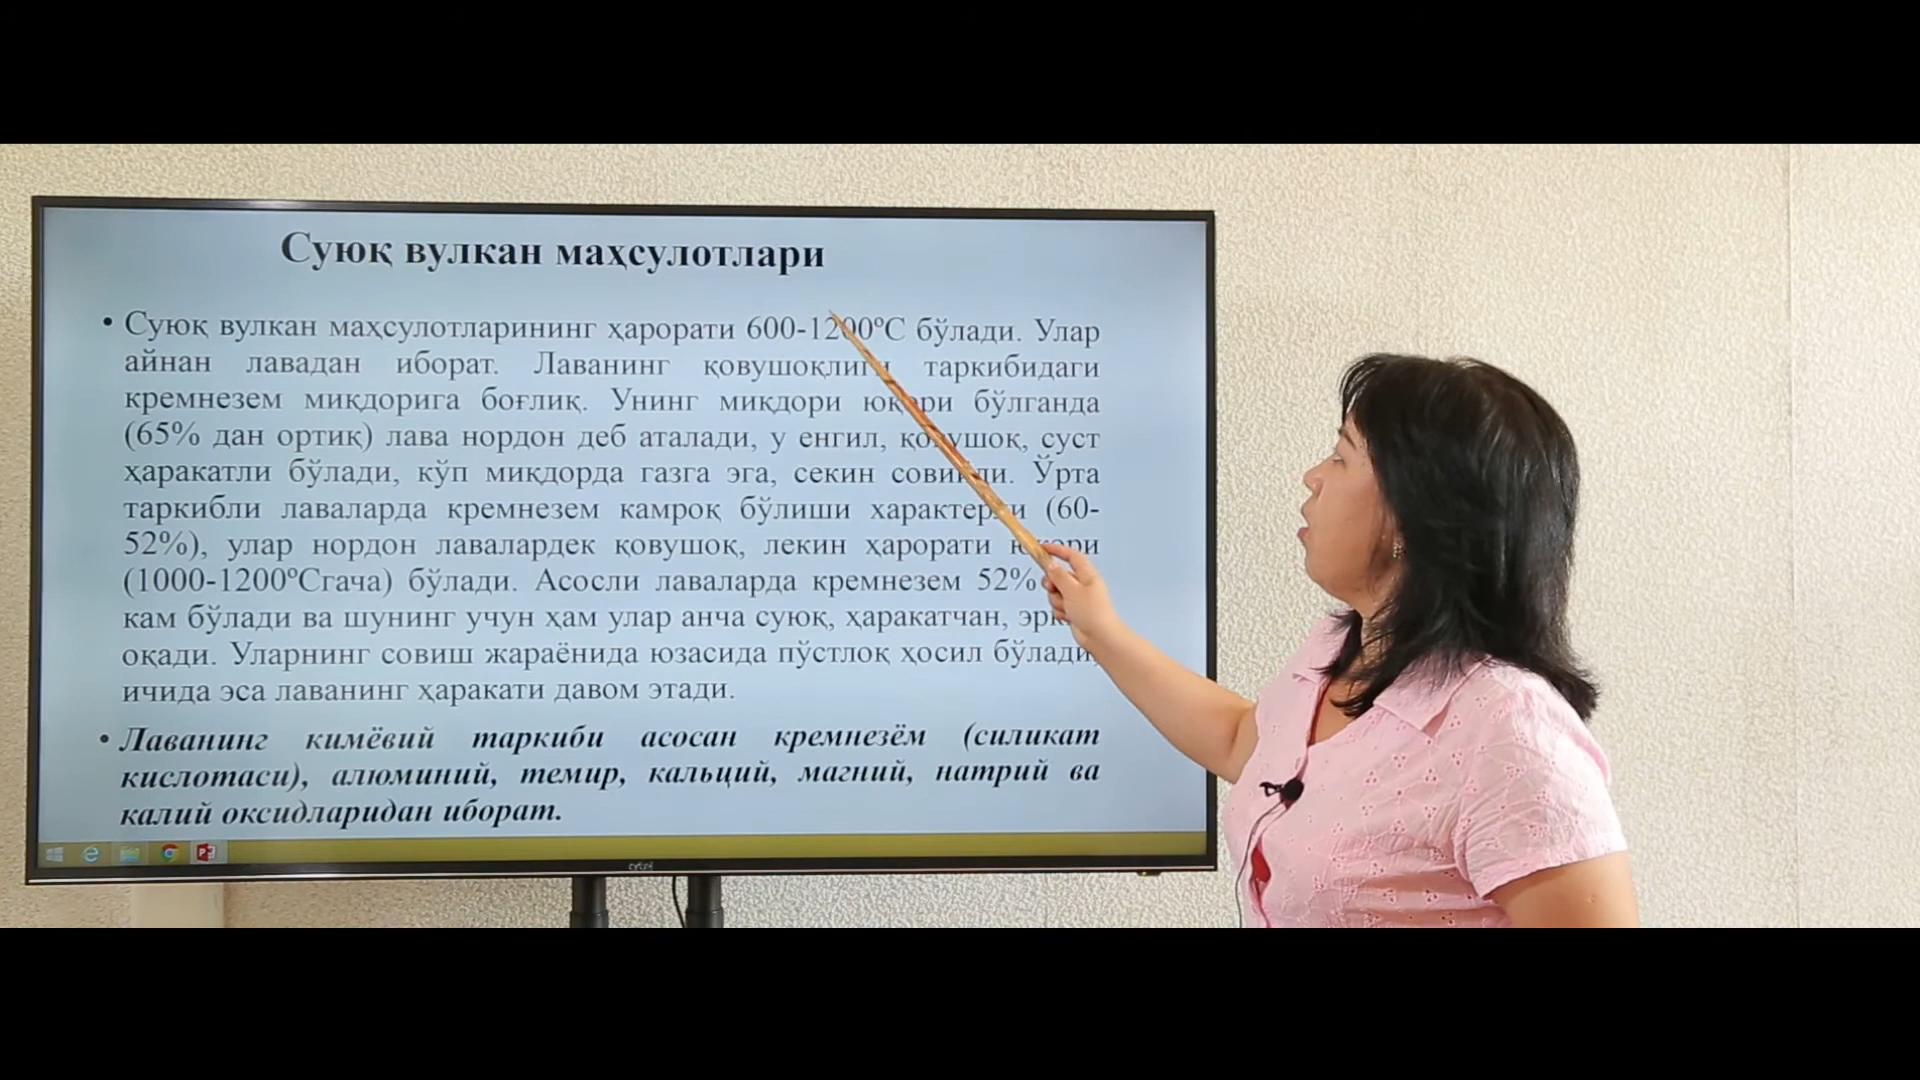 Суюқ вулкан маҳсулотлари
• Суюқ вулкан маҳсулотларининг ҳарорати 600-1200ºС бўлади. Улар
айнан лавадан иборат. Лаванинг қовушоқлиги таркибидаги
кремнезем миқдорига боғлиқ. Унинг миқдори юқори бўлганда
(65% дан ортиқ) лава нордон деб аталади, у енгил, қовушоқ, суст
ҳаракатли бўлади, кўп миқдорда газга эга, секин совийди. Ўрта
таркибли лаваларда кремнезем камроқ бўлиши характерли (60-
52%), улар нордон лавалардек қовушоқ, лекин ҳарорати юқори
(1000-1200ºСгача) бўлади. Асосли лаваларда кремнезем 52%
кам бўлади ва шунинг учун ҳам улар анча суюқ, ҳаракатчан,
оқади. Уларнинг совиш жараёнида юзасида пўстлоқ ҳосил бўлади,
ичида эса лаванинг ҳаракати давом этади.
• Лаванинг кимёвий таркиби асосан кремнезём (силикат
кислотаси), алюминий, темир, кальций, магний, натрий ва
калий оксидларидан иборат.